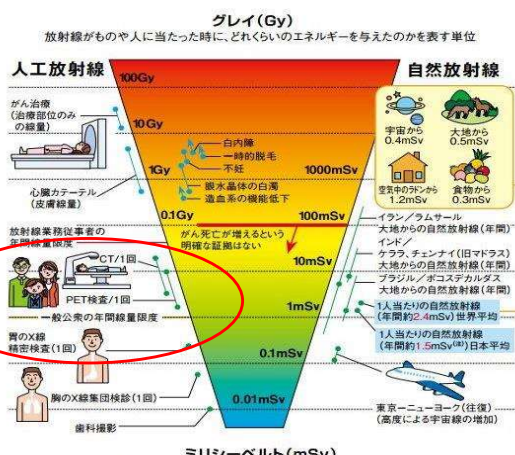 グレイ(Gy)
放射線がものや人に当たった時に、どれくらいのエネルギーを与えたのかを表す単位
人工放射線
自然放射線
100Gy
がん治療
(治療部位のみ
の線量)
10Gy
宇宙から
0.4mSv
大地から
0.5mSv
白内障
一時的脱毛
不妊
1Gy
1000mSv
空気中のラドンから
1.2mSv
食物から
0.3mSv
心臓カテーテル
(皮膚線量)
眼水晶体の白濁
造血系の機能低下
0.1Gy
100mSv
イラン/ラムサール
大地からの自然放射線(年間)
放射線業務従事者の
年間線量限度
がん死亡が増えるという
明確な証拠はない
インド/
ケララ、チェンナイ(旧マドラス)
大地からの自然放射線(年間)
CT/1回
10mSv
ブラジル/ポコスデカルダス
大地からの自然放射線(年間)
PET検査/1回
1mSv
1人当たりの自然放射線
(年間約2.4mSv)世界平均
一般公衆の年間線量限度
1人当たりの自然放射線
(年間約1.5mSv(注))日本平均
胃のX線
精密検査(1回)
0.1mSv
胸のX線集団検診(1回)
0.01mSv
東京ーニューヨーク(往復)
(高度による宇宙線の増加)
歯科撮影
ミリシーベルト(mSv)